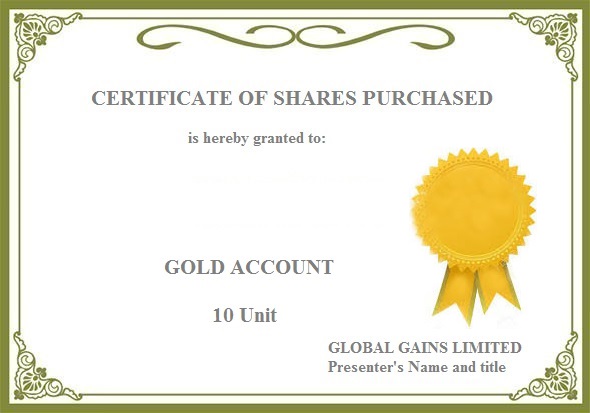 CERTIFICATE OF SHARES PURCHASED
is hereby granted to:
GOLD ACCOUNT
10 Unit
GLOBAL GAINS LIMITED
Presenter's Name and title